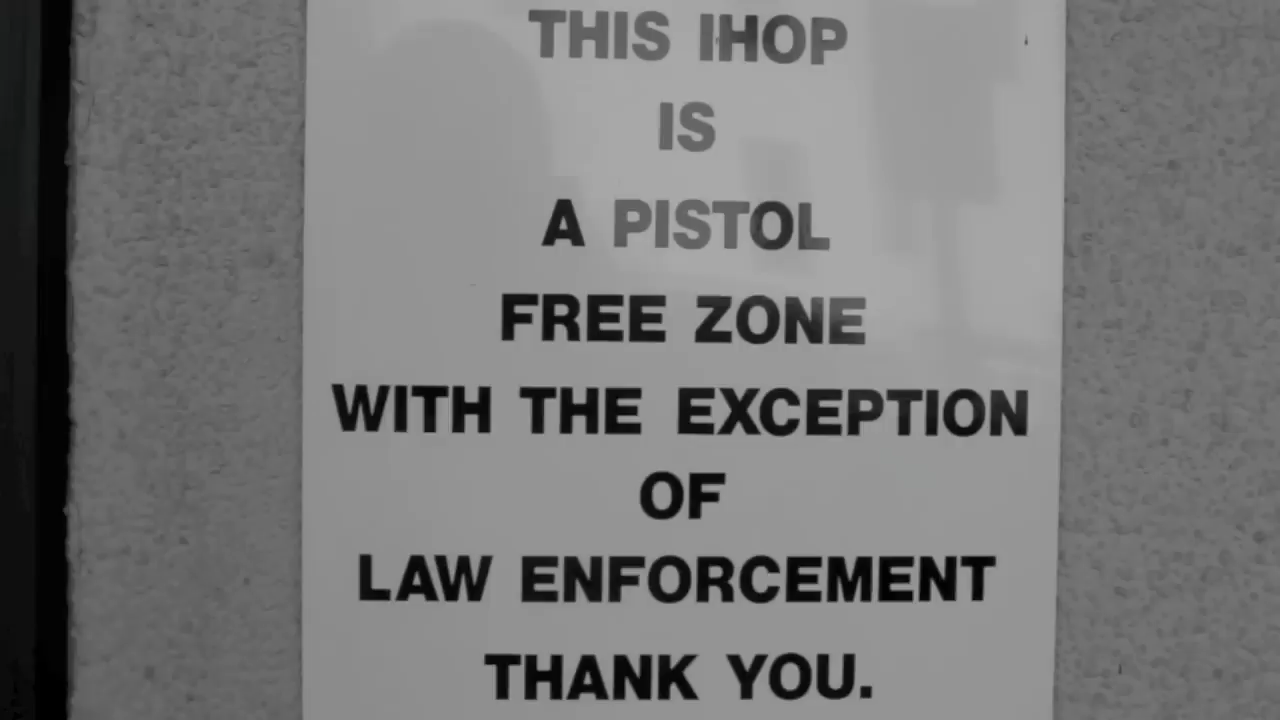 THIS IHOP
IS
A PISTOL
FREE ZONE
WITH THE EXCEPTION
OF
LAW ENFORCEMENT
THANK YOU.